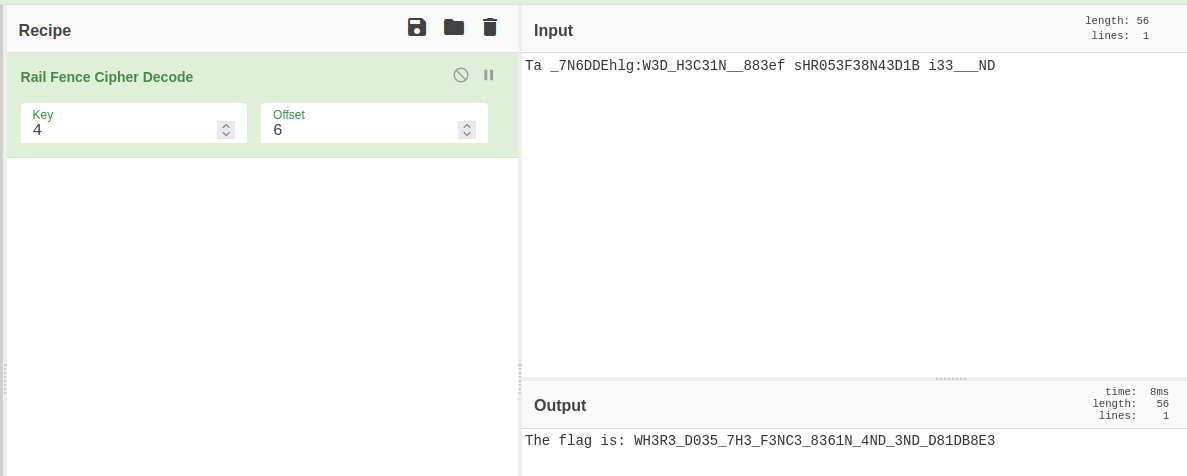 Recipe
Input
length: 56
lines: 1
Rail Fence Cipher Decode
Key
4
Offset
6
Ta _7N6DDEhlg:W3D_H3C31N__883ef sHR053F38N43D1B i33___ND
Output
time: 8ms
length: 56
lines: 1
The flag is: WH3R3_D035_7H3_F3NC3_8361N_4ND_3ND_D81DB8E3